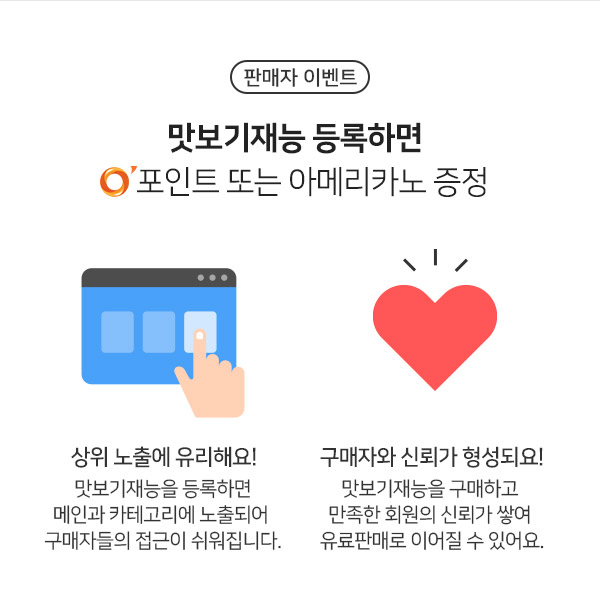 판매자 이벤트
맛보기재능 등록하면
O'포인트 또는 아메리카노 증정
상위 노출에 유리해요!
맛보기재능을 등록하면
메인과 카테고리에 노출되어
구매자들의 접근이 쉬워집니다.
구매자와 신뢰가 형성되요!
맛보기재능을 구매하고
만족한 회원의 신뢰가 쌓여
유료판매로 이어질 수 있어요.